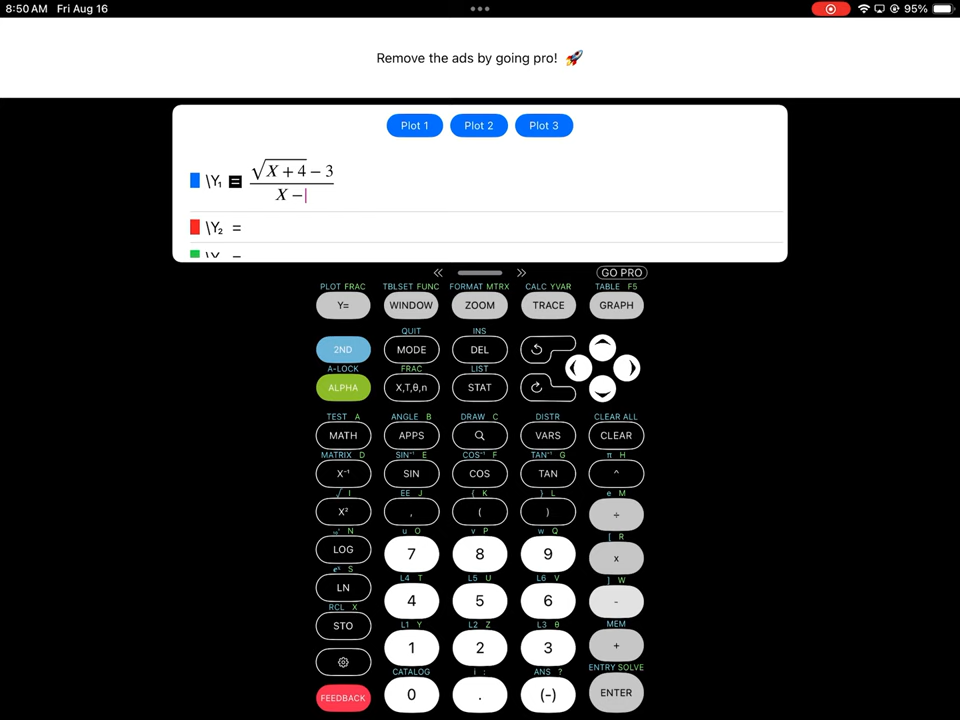 8:50 AM Fri Aug 16 95%
Remove the ads by going pro! 🚀
Plot 1 Plot 2 Plot 3
\Y₁ = (√(X + 4) − 3)/(X −
\Y₂ =
GO PRO
PLOT FRAC TBLSET FUNC FORMAT MTRX CALC YVAR TABLE F5
Y= WINDOW ZOOM TRACE GRAPH
QUIT INS
2ND MODE DEL
A-LOCK FRAC LIST
ALPHA X,T,θ,n STAT
TEST A ANGLE B DRAW C DISTR CLEAR ALL
MATH APPS VARS CLEAR
MATRIX D SIN⁻¹ E COS⁻¹ F TAN⁻¹ G π H
X⁻¹ SIN COS TAN ^
√ I EE J { K } L e M
X² , ( ) ÷
10ˣ N u O v P w Q [ R
LOG 7 8 9 x
eˣ S L4 T L5 U L6 V ] W
LN 4 5 6 -
RCL X L1 Y L2 Z L3 θ MEM
STO 1 2 3 +
CATALOG i : ANS ? ENTRY SOLVE
FEEDBACK 0 . (-) ENTER